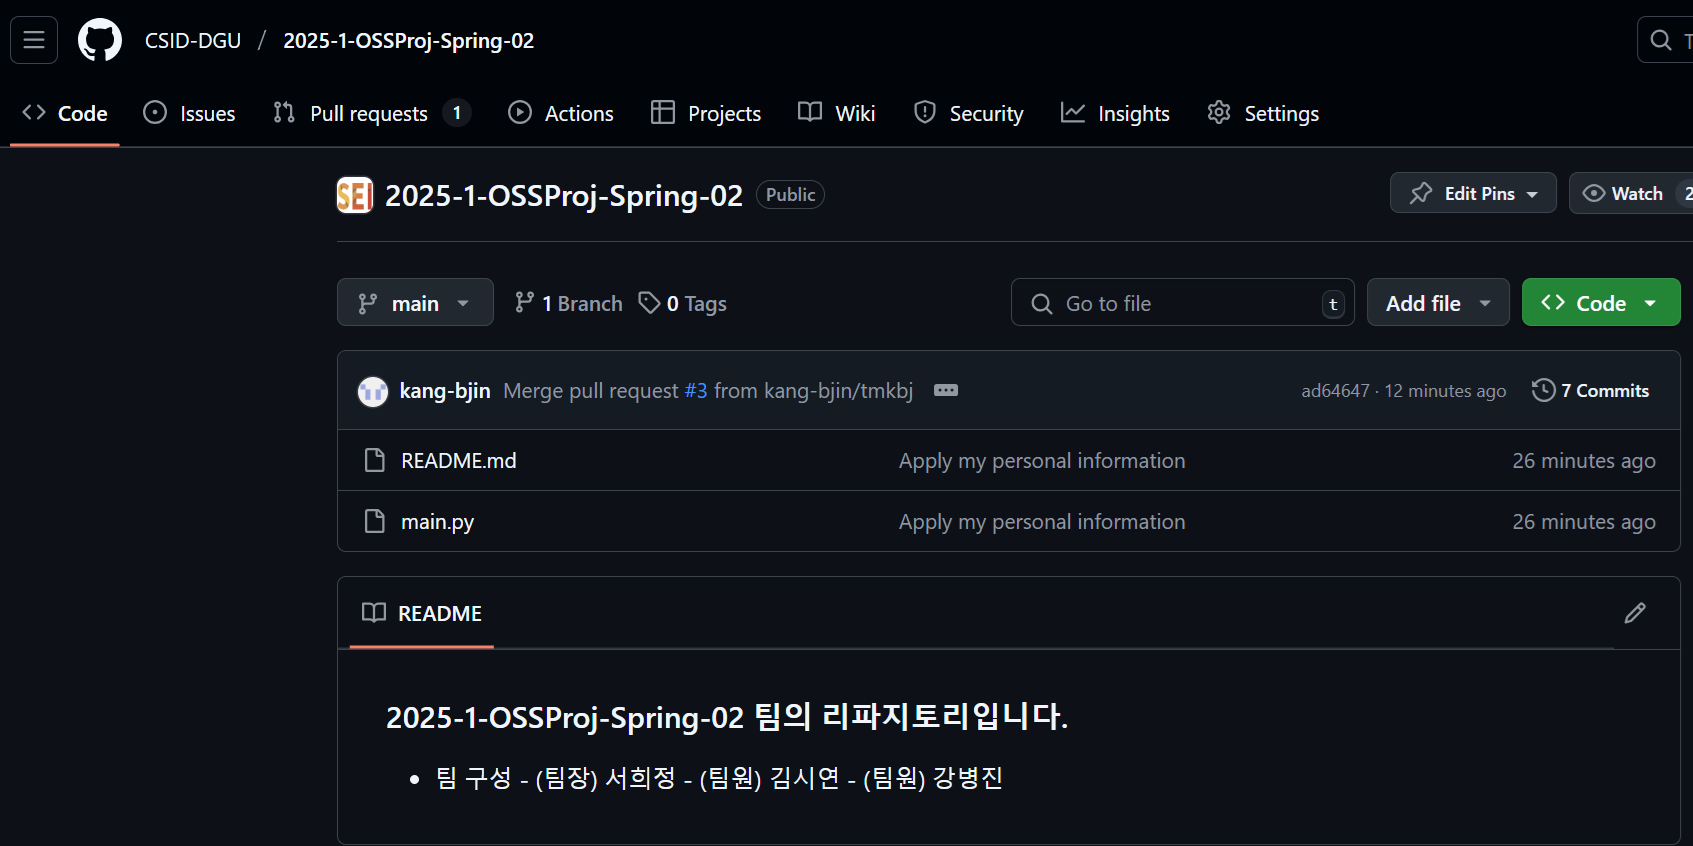 CSID-DGU / 2025-1-OSSProj-Spring-02
T
Code Issues Pull requests 1 Actions Projects Wiki Security Insights Settings
SEI 2025-1-OSSProj-Spring-02 Public Edit Pins Watch 2
main 1 Branch 0 Tags Go to file t Add file Code
kang-bjin Merge pull request #3 from kang-bjin/tmkbj ad64647 · 12 minutes ago 7 Commits
README.md Apply my personal information 26 minutes ago
main.py Apply my personal information 26 minutes ago
README
2025-1-OSSProj-Spring-02 팀의 리파지토리입니다.
• 팀 구성 - (팀장) 서희정 - (팀원) 김시연 - (팀원) 강병진